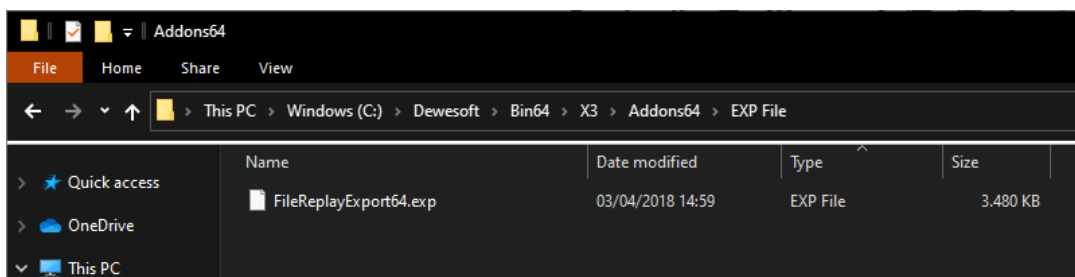 Addons64
File Home Share View
This PC > Windows (C:) > Dewesoft > Bin64 > X3 > Addons64 > EXP File
Name Date modified Type Size
Quick access
FileReplayExport64.exp 03/04/2018 14:59 EXP File 3.480 KB
OneDrive
This PC